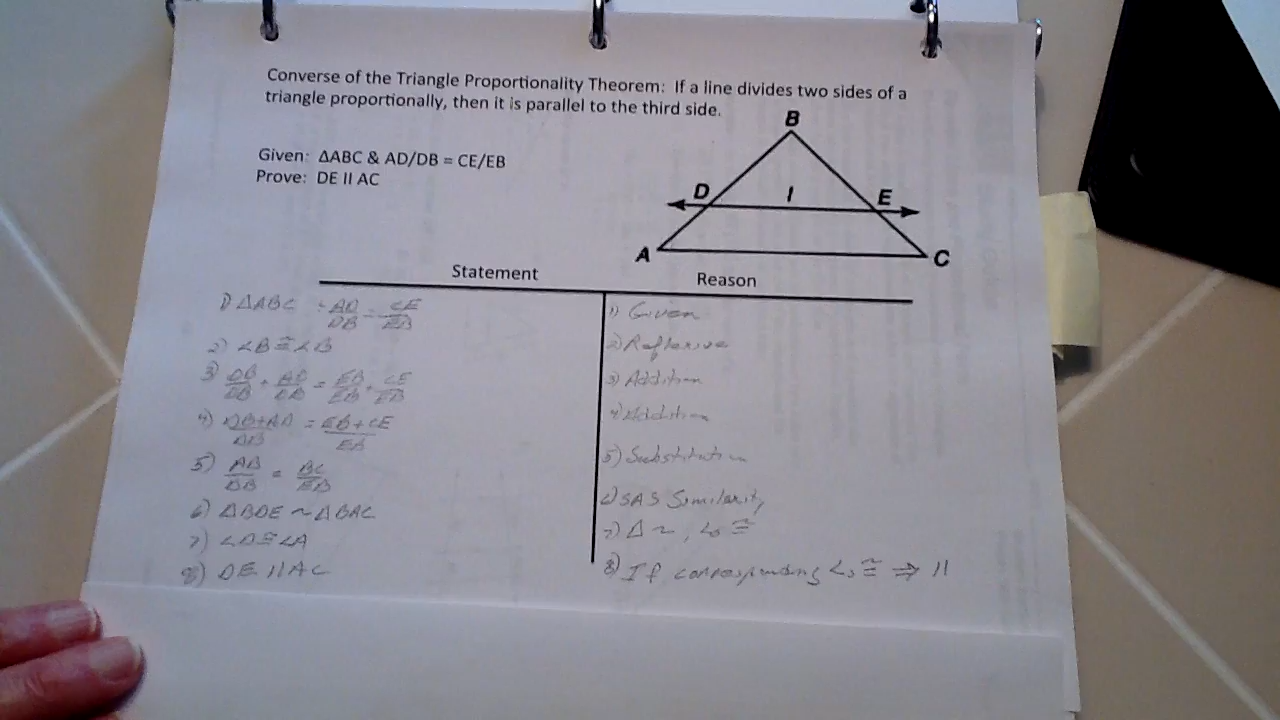 Converse of the Triangle Proportionality Theorem: If a line divides two sides of a
triangle proportionally, then it is parallel to the third side.
B
Given: ΔABC & AD/DB = CE/EB
Prove: DE II AC
D l E
A C
Statement Reason
1) ΔABC, AD/DB = CE/EB 1) Given
2) ∠B ≅ ∠B 2) Reflexive
3) DB/DB + AD/DB = EB/EB + CE/EB 3) Addition
4) DB+AD/DB = EB+CE/EB 4) Addition
5) AB/DB = BC/EB 5) Substitution
6) ΔBDE ~ ΔBAC 6) SAS Similarity
7) ∠D ≅ ∠A 7) Δ ~, ∠s ≅
8) DE || AC 8) If corresponding ∠s ≅ ⇒ ||